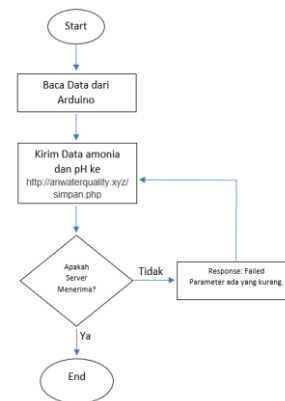 Start
Baca Data dari
Arduino
Kirim Data amonia
dan pH ke
http://anwaterquality.xyz/
simpan.php
Apakah
Server
Menerima?
Tidak
Response: Failed
Parameter ada yang kurang.
Ya
End